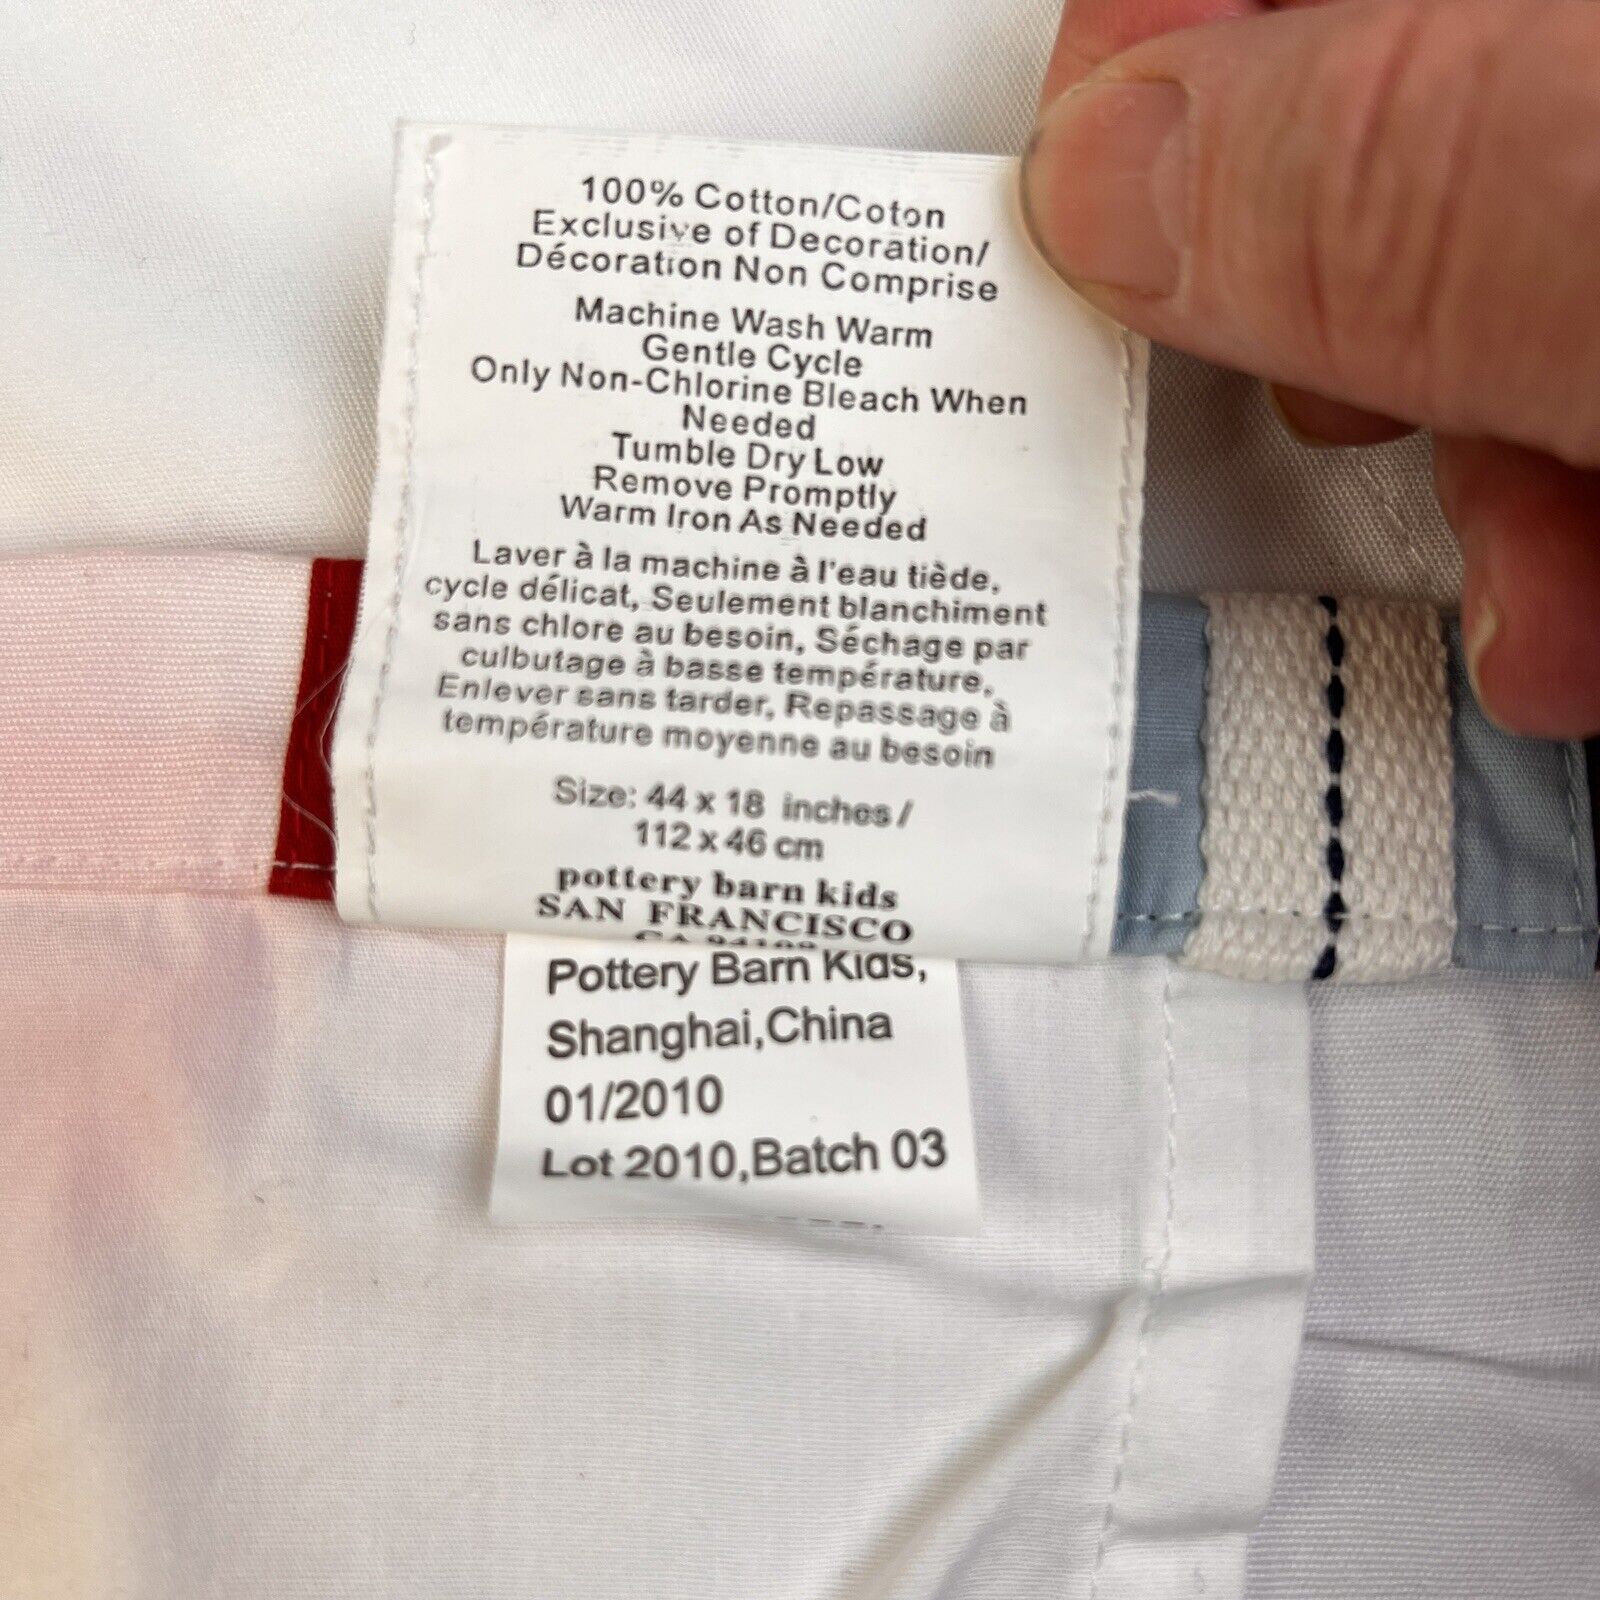 100% Cotton/Coton
Exclusive of Decoration/
Décoration Non Comprise
Machine Wash Warm
Gentle Cycle
Only Non-Chlorine Bleach When
Needed
Tumble Dry Low
Remove Promptly
Warm Iron As Needed
Laver à la machine à l'eau tiède,
cycle délicat, Seulement blanchiment
sans chlore au besoin, Séchage par
culbutage à basse température,
Enlever sans tarder, Repassage à
température moyenne au besoin
Size: 44 x 18 inches /
112 x 46 cm
pottery barn kids
SAN FRANCISCO
CA 94109
Pottery Barn Kids,
Shanghai,China
01/2010
Lot 2010,Batch 03